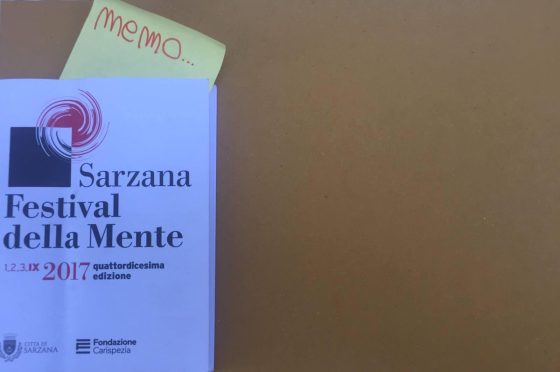 memo...
Sarzana
Festival
della Mente
1.2.3.IX 2017 quattordicesima
edizione
CITTÀ DI
SARZANA
Fondazione
Carispezia